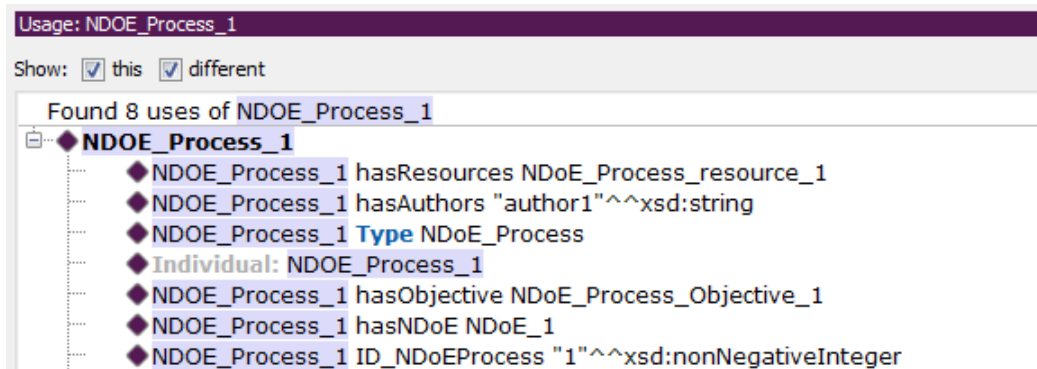 Usage: NDOE_Process_1
Show: this different
Found 8 uses of NDOE_Process_1
NDOE_Process_1
NDOE_Process_1 hasResources NDoE_Process_resource_1
NDOE_Process_1 hasAuthors "author1"^^xsd:string
NDOE_Process_1 Type NDoE_Process
Individual: NDOE_Process_1
NDOE_Process_1 hasObjective NDoE_Process_Objective_1
NDOE_Process_1 hasNDoE NDoE_1
NDOE_Process_1 ID_NDoEProcess "1"^^xsd:nonNegativeInteger